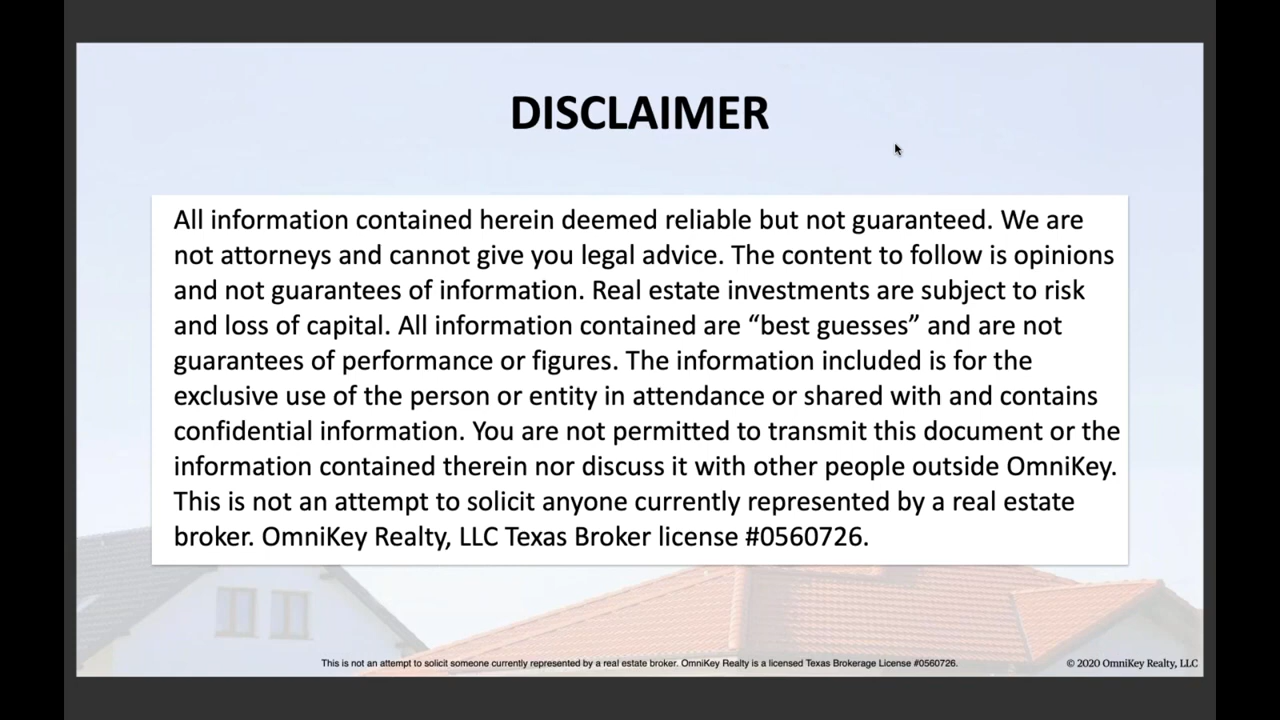 DISCLAIMER
All information contained herein deemed reliable but not guaranteed. We are
not attorneys and cannot give you legal advice. The content to follow is opinions
and not guarantees of information. Real estate investments are subject to risk
and loss of capital. All information contained are “best guesses” and are not
guarantees of performance or figures. The information included is for the
exclusive use of the person or entity in attendance or shared with and contains
confidential information. You are not permitted to transmit this document or the
information contained therein nor discuss it with other people outside OmniKey.
This is not an attempt to solicit anyone currently represented by a real estate
broker. OmniKey Realty, LLC Texas Broker license #0560726.
This is not an attempt to solicit someone currently represented by a real estate broker. OmniKey Realty is a licensed Texas Brokerage License #0560726.
© 2020 OmniKey Realty, LLC